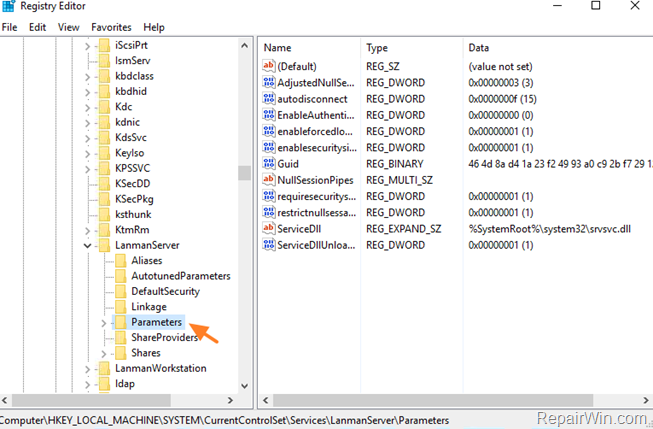 Registry Editor
File Edit View Favorites Help
iScsiPrt
IsmServ
kbdclass
kbdhid
Kdc
kdnic
KdsSvc
KeyIso
KPSSVC
KSecDD
KSecPkg
ksthunk
KtmRm
LanmanServer
Aliases
AutotunedParameters
DefaultSecurity
Linkage
Parameters
ShareProviders
Shares
LanmanWorkstation
ldap
Name Type Data
(Default) REG_SZ (value not set)
AdjustedNullSe... REG_DWORD 0x00000003 (3)
autodisconnect REG_DWORD 0x0000000f (15)
EnableAuthenti... REG_DWORD 0x00000000 (0)
enableforcedlo... REG_DWORD 0x00000001 (1)
enablesecuritysi... REG_DWORD 0x00000001 (1)
Guid REG_BINARY 46 4d 8a d4 1a 23 f2 49 93 a0 c9 2b f7 29 1
NullSessionPipes REG_MULTI_SZ
requiresecuritys... REG_DWORD 0x00000001 (1)
restrictnullsessa... REG_DWORD 0x00000001 (1)
ServiceDll REG_EXPAND_SZ %SystemRoot%\system32\srvsvc.dll
ServiceDllUnloa... REG_DWORD 0x00000001 (1)
Computer\HKEY_LOCAL_MACHINE\SYSTEM\CurrentControlSet\Services\LanmanServer\Parameters
RepairWin.com